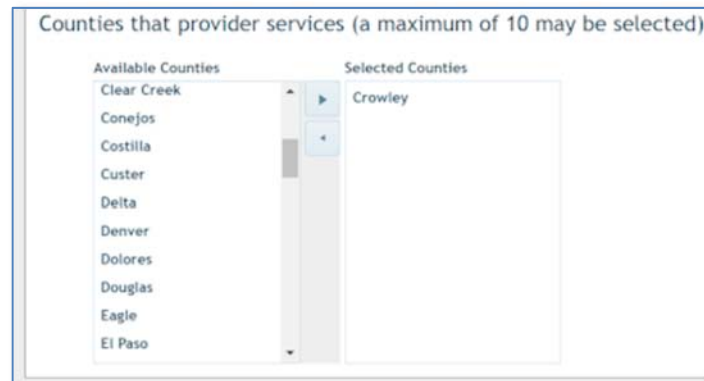 Counties that provider services (a maximum of 10 may be selected)
Available Counties
Selected Counties
Clear Creek
Conejos
Costilla
Custer
Delta
Denver
Dolores
Douglas
Eagle
El Paso
Crowley